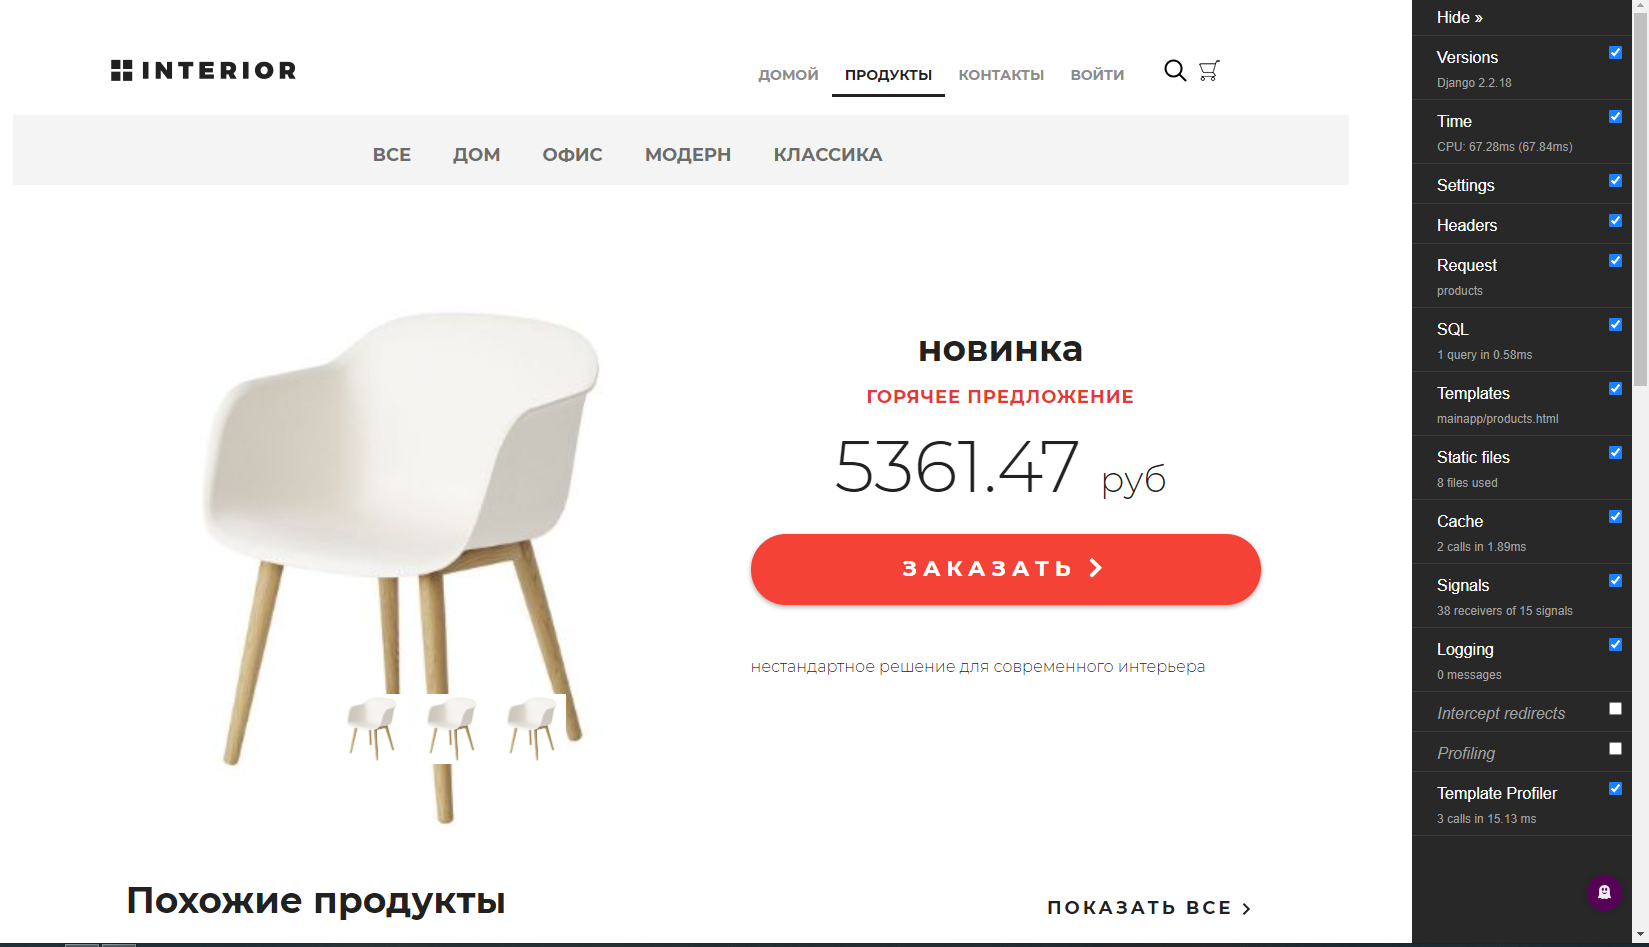 INTERIOR
ДОМОЙ ПРОДУКТЫ КОНТАКТЫ ВОЙТИ
ВСЕ ДОМ ОФИС МОДЕРН КЛАССИКА
новинка
ГОРЯЧЕЕ ПРЕДЛОЖЕНИЕ
5361.47 руб
ЗАКАЗАТЬ
нестандартное решение для современного интерьера
Похожие продукты
ПОКАЗАТЬ ВСЕ
Hide »
Versions
Django 2.2.18
Time
CPU: 67.28ms (67.84ms)
Settings
Headers
Request
products
SQL
1 query in 0.58ms
Templates
mainapp/products.html
Static files
8 files used
Cache
2 calls in 1.89ms
Signals
38 receivers of 15 signals
Logging
0 messages
Intercept redirects
Profiling
Template Profiler
3 calls in 15.13 ms